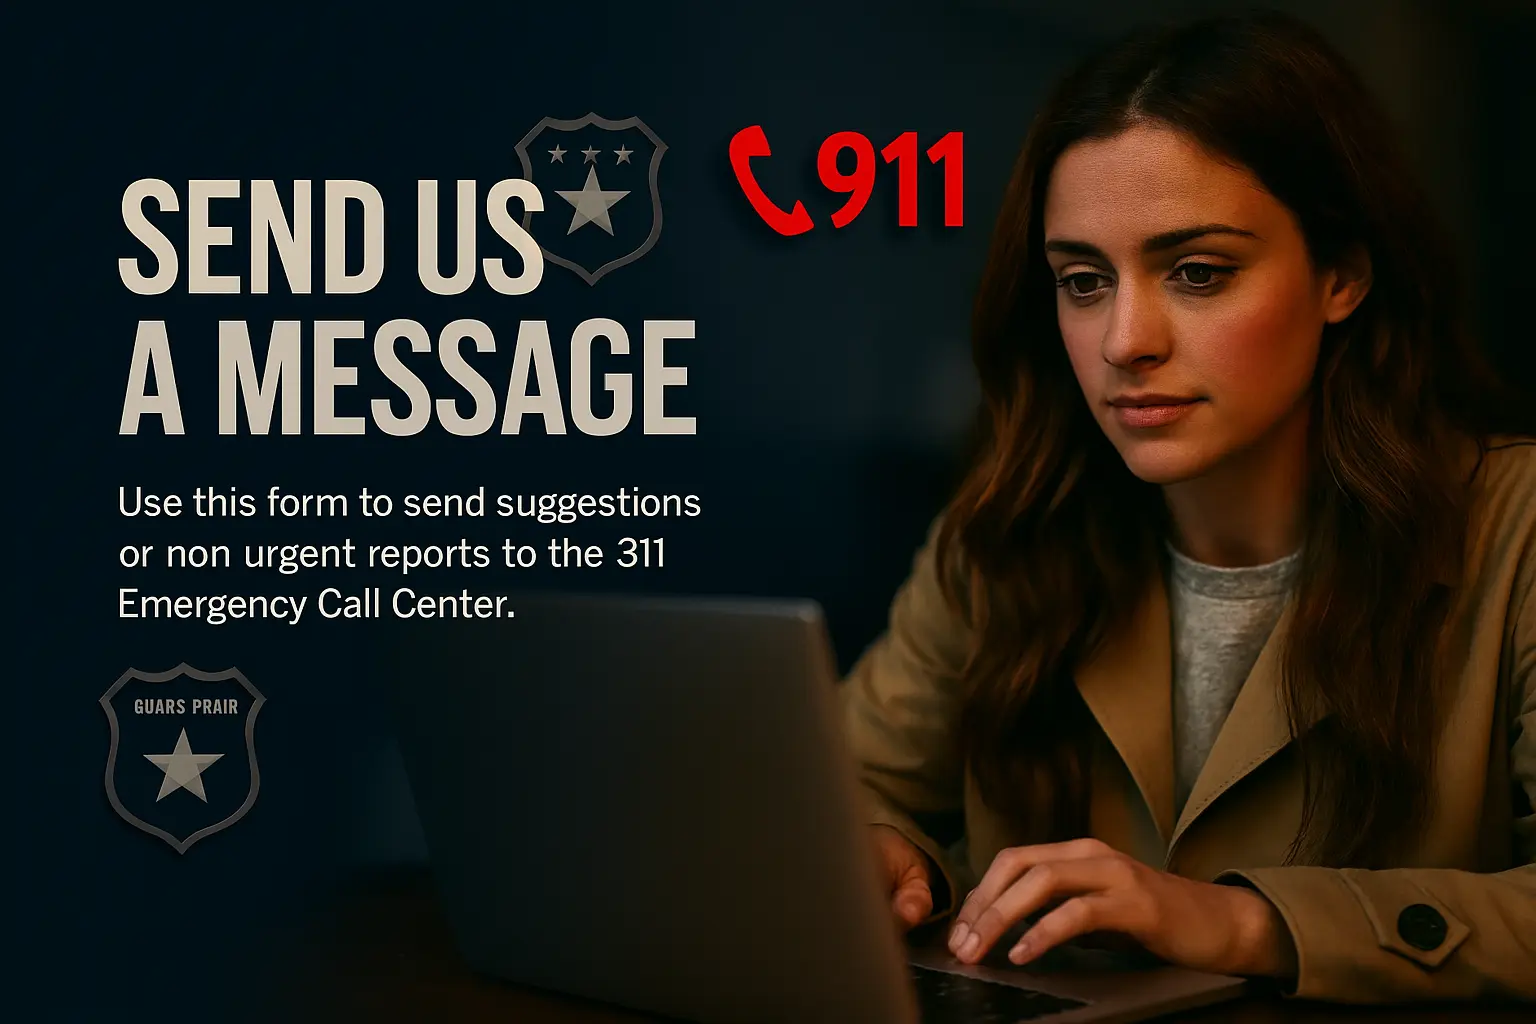 911
SEND US
A MESSAGE
Use this form to send suggestions
or non urgent reports to the 311
Emergency Call Center.
GUARS PRAIR